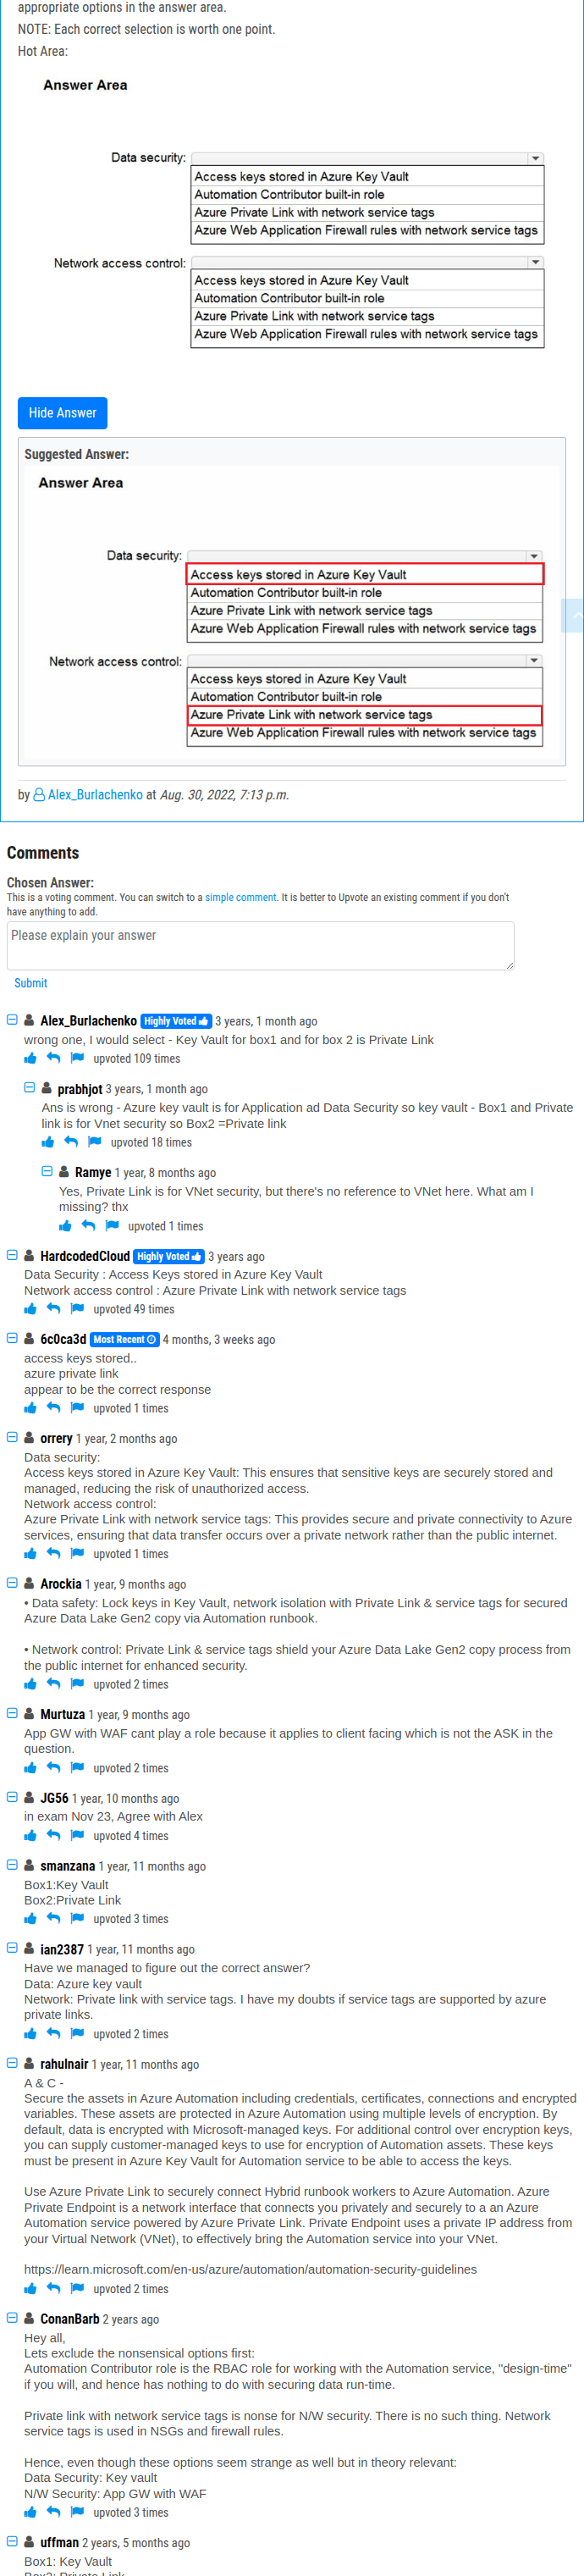 appropriate options in the answer area.
NOTE: Each correct selection is worth one point.
Hot Area:
Answer Area
Data security:
Access keys stored in Azure Key Vault
Automation Contributor built-in role
Azure Private Link with network service tags
Azure Web Application Firewall rules with network service tags
Network access control:
Access keys stored in Azure Key Vault
Automation Contributor built-in role
Azure Private Link with network service tags
Azure Web Application Firewall rules with network service tags
Hide Answer
Suggested Answer:
Answer Area
Data security:
Access keys stored in Azure Key Vault
Automation Contributor built-in role
Azure Private Link with network service tags
Azure Web Application Firewall rules with network service tags
Network access control:
Access keys stored in Azure Key Vault
Automation Contributor built-in role
Azure Private Link with network service tags
Azure Web Application Firewall rules with network service tags
by Alex_Burlachenko at Aug. 30, 2022, 7:13 p.m.
Comments
Chosen Answer:
This is a voting comment. You can switch to a simple comment. It is better to Upvote an existing comment if you don't
have anything to add.
Please explain your answer
Submit
Alex_Burlachenko Highly Voted 3 years, 1 month ago
wrong one, I would select - Key Vault for box1 and for box 2 is Private Link
upvoted 109 times
prabhjot 3 years, 1 month ago
Ans is wrong - Azure key vault is for Application ad Data Security so key vault - Box1 and Private
link is for Vnet security so Box2 =Private link
upvoted 18 times
Ramye 1 year, 8 months ago
Yes, Private Link is for VNet security, but there's no reference to VNet here. What am I
missing? thx
upvoted 1 times
HardcodedCloud Highly Voted 3 years ago
Data Security : Access Keys stored in Azure Key Vault
Network access control : Azure Private Link with network service tags
upvoted 49 times
6c0ca3d Most Recent 4 months, 3 weeks ago
access keys stored..
azure private link
appear to be the correct response
upvoted 1 times
orrery 1 year, 2 months ago
Data security:
Access keys stored in Azure Key Vault: This ensures that sensitive keys are securely stored and
managed, reducing the risk of unauthorized access.
Network access control:
Azure Private Link with network service tags: This provides secure and private connectivity to Azure
services, ensuring that data transfer occurs over a private network rather than the public internet.
upvoted 1 times
Arockia 1 year, 9 months ago
• Data safety: Lock keys in Key Vault, network isolation with Private Link & service tags for secured
Azure Data Lake Gen2 copy via Automation runbook.
• Network control: Private Link & service tags shield your Azure Data Lake Gen2 copy process from
the public internet for enhanced security.
upvoted 2 times
Murtuza 1 year, 9 months ago
App GW with WAF cant play a role because it applies to client facing which is not the ASK in the
question.
upvoted 2 times
JG56 1 year, 10 months ago
in exam Nov 23, Agree with Alex
upvoted 4 times
smanzana 1 year, 11 months ago
Box1:Key Vault
Box2:Private Link
upvoted 3 times
ian2387 1 year, 11 months ago
Have we managed to figure out the correct answer?
Data: Azure key vault
Network: Private link with service tags. I have my doubts if service tags are supported by azure
private links.
upvoted 2 times
rahulnair 1 year, 11 months ago
A & C -
Secure the assets in Azure Automation including credentials, certificates, connections and encrypted
variables. These assets are protected in Azure Automation using multiple levels of encryption. By
default, data is encrypted with Microsoft-managed keys. For additional control over encryption keys,
you can supply customer-managed keys to use for encryption of Automation assets. These keys
must be present in Azure Key Vault for Automation service to be able to access the keys.
Use Azure Private Link to securely connect Hybrid runbook workers to Azure Automation. Azure
Private Endpoint is a network interface that connects you privately and securely to a an Azure
Automation service powered by Azure Private Link. Private Endpoint uses a private IP address from
your Virtual Network (VNet), to effectively bring the Automation service into your VNet.
https://learn.microsoft.com/en-us/azure/automation/automation-security-guidelines
upvoted 2 times
ConanBarb 2 years ago
Hey all,
Lets exclude the nonsensical options first:
Automation Contributor role is the RBAC role for working with the Automation service, "design-time"
if you will, and hence has nothing to do with securing data run-time.
Private link with network service tags is nonse for N/W security. There is no such thing. Network
service tags is used in NSGs and firewall rules.
Hence, even though these options seem strange as well but in theory relevant:
Data Security: Key vault
N/W Security: App GW with WAF
upvoted 3 times
uffman 2 years, 5 months ago
Box1: Key Vault
Box2: Private Link